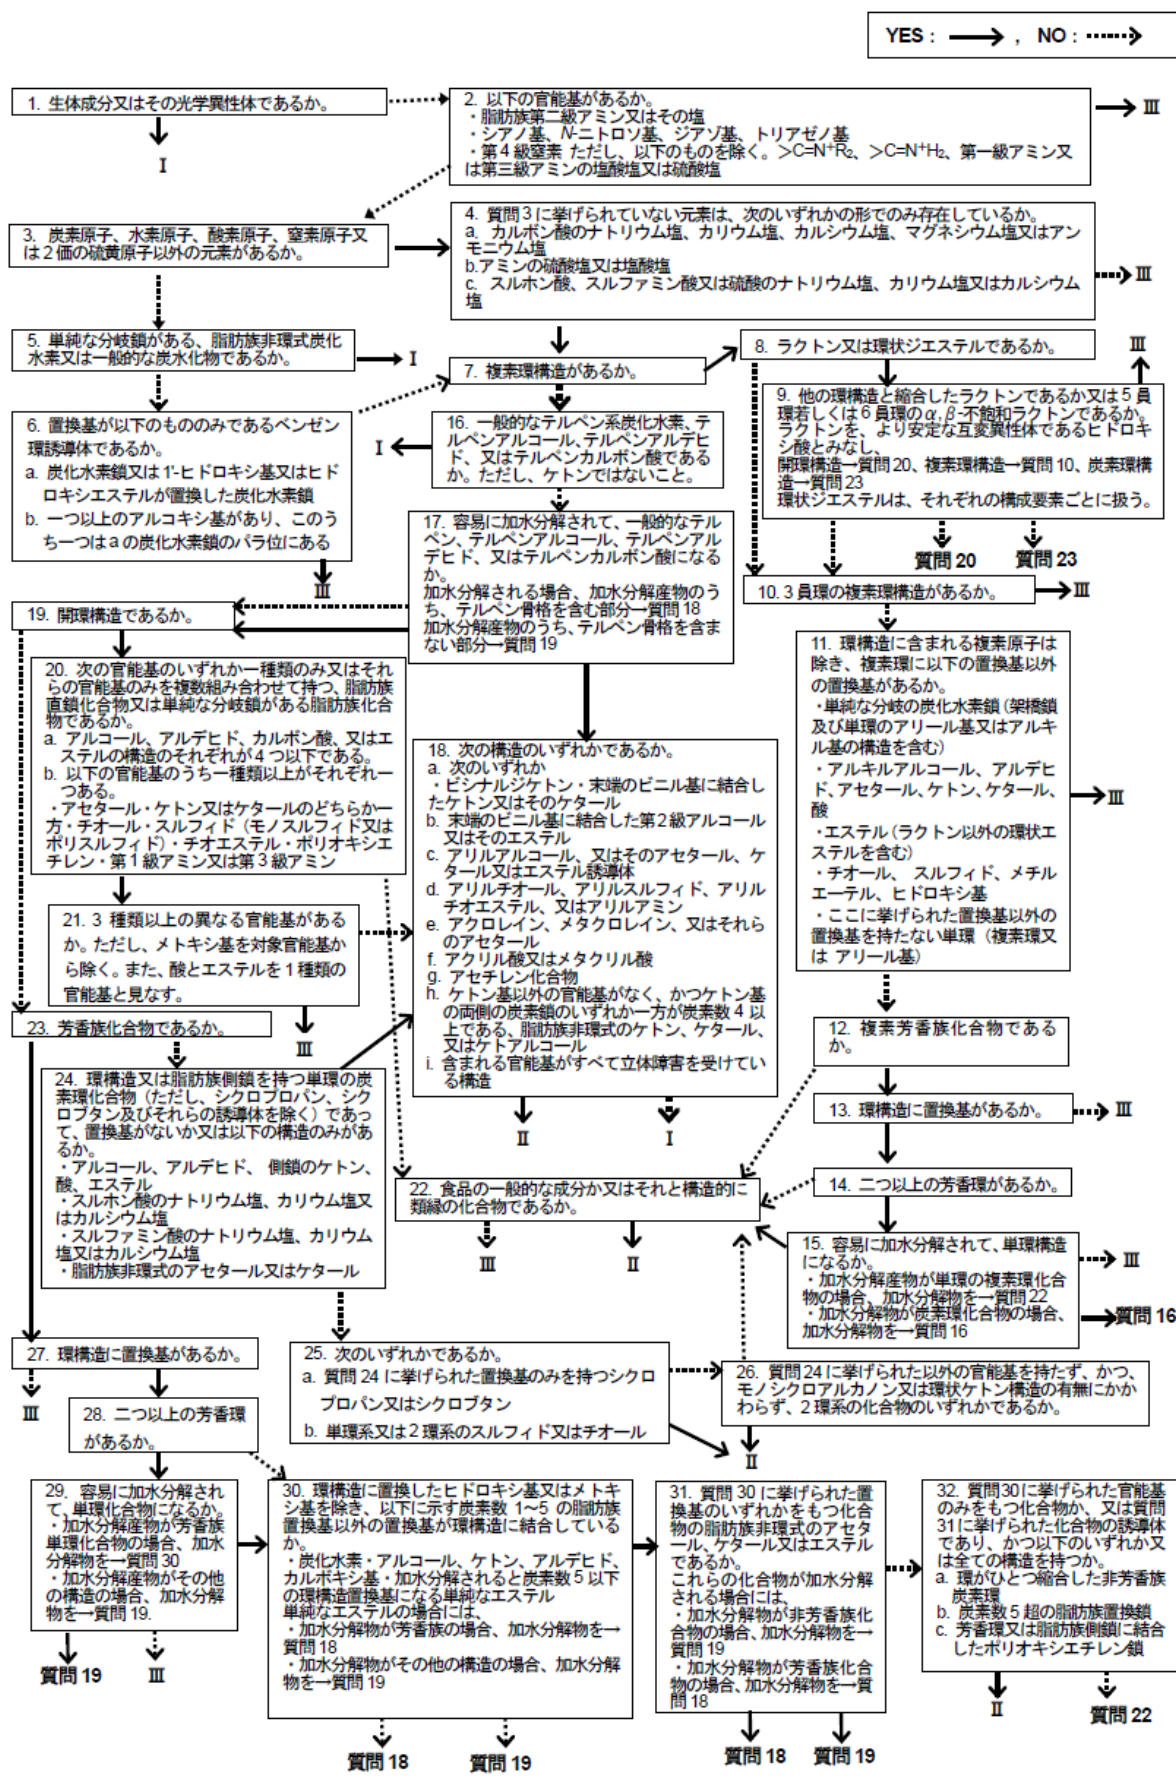 YES： ，NO：
1. 生体成分又はその光学異性体であるか。
I
2. 以下の官能基があるか。
・脂肪族第二級アミン又はその塩
・シアノ基、N-ニトロソ基、ジアゾ基、トリアゼノ基
・第4級窒素 ただし、以下のものを除く。＞C=N⁺R₂、＞C=N⁺H₂、第一級アミン又
は第三級アミンの塩酸塩又は硫酸塩
III
3. 炭素原子、水素原子、酸素原子、窒素原子又
は2価の硫黄原子以外の元素があるか。
4. 質問3に挙げられていない元素は、次のいずれかの形でのみ存在しているか。
a. カルボン酸のナトリウム塩、カリウム塩、カルシウム塩、マグネシウム塩又はアン
モニウム塩
b.アミンの硫酸塩又は塩酸塩
c. スルホン酸、スルファミン酸又は硫酸のナトリウム塩、カリウム塩又はカルシウム
塩
III
5. 単純な分岐鎖がある、脂肪族非環式炭化
水素又は一般的な炭水化物であるか。
I
6. 置換基が以下のもののみであるベンゼン
環誘導体であるか。
a. 炭化水素鎖又は1'-ヒドロキシ基又はヒド
ロキシエステルが置換した炭化水素鎖
b. 一つ以上のアルコキシ基があり、このう
ち一つはaの炭化水素鎖のパラ位にある
III
7. 複素環構造があるか。
8. ラクトン又は環状ジエステルであるか。
III
9. 他の環構造と縮合したラクトンであるか又は5員
環若しくは6員環のα,β-不飽和ラクトンであるか。
ラクトンを、より安定な互変異性体であるヒドロキ
シ酸とみなし、
開環構造→質問20、複素環構造→質問10、炭素環構
造→質問23
環状ジエステルは、それぞれの構成要素ごとに扱う。
質問 20
質問 23
10. 3員環の複素環構造があるか。
III
11. 環構造に含まれる複素原子は
除き、複素環に以下の置換基以外
の置換基があるか。
・単純な分岐の炭化水素鎖（架橋鎖
及び単環のアリール基又はアルキ
ル基の構造を含む）
・アルキルアルコール、アルデヒ
ド、アセタール、ケトン、ケタール、
酸
・エステル（ラクトン以外の環状エ
ステルを含む）
・チオール、 スルフィド、メチル
エーテル、ヒドロキシ基
・ここに挙げられた置換基以外の
置換基を持たない単環（複素環又
は アリール基）
III
12. 複素芳香族化合物である
か。
13. 環構造に置換基があるか。
III
14. 二つ以上の芳香環があるか。
15. 容易に加水分解されて、単環構造
になるか。
・加水分解産物が単環の複素環化合
物の場合、加水分解物を→質問22
・加水分解物が炭素環化合物の場合、
加水分解物を→質問16
III
質問 16
16. 一般的なテルペン系炭化水素、テ
ルペンアルコール、テルペンアルデヒ
ド、又はテルペンカルボン酸である
か。ただし、ケトンではないこと。
I
17. 容易に加水分解されて、一般的なテル
ペン、テルペンアルコール、テルペンアル
デヒド、又はテルペンカルボン酸になる
か。
加水分解される場合、加水分解産物のう
ち、テルペン骨格を含む部分→質問18
加水分解産物のうち、テルペン骨格を含ま
ない部分→質問19
18. 次の構造のいずれかであるか。
a. 次のいずれか
・ビシナルジケトン・末端のビニル基に結合し
たケトン又はそのケタール
b. 末端のビニル基に結合した第2級アルコール
又はそのエステル
c. アリルアルコール、又はそのアセタール、ケ
タール又はエステル誘導体
d. アリルチオール、アリルスルフィド、アリル
チオエステル、又はアリルアミン
e. アクロレイン、メタクロレイン、又はそれら
のアセタール
f. アクリル酸又はメタクリル酸
g. アセチレン化合物
h. ケトン基以外の官能基がなく、かつケトン基
の両側の炭素鎖のいずれか一方が炭素数4以
上である、脂肪族非環式のケトン、ケタール、
又はケトアルコール
i. 含まれる官能基がすべて立体障害を受けてい
る構造
II
I
19. 開環構造であるか。
20. 次の官能基のいずれか一種類のみ又はそれ
らの官能基のみを複数組み合わせて持つ、脂肪族
直鎖化合物又は単純な分岐鎖がある脂肪族化合
物であるか。
a. アルコール、アルデヒド、カルボン酸、又はエ
ステルの構造のそれぞれが4つ以下である。
b. 以下の官能基のうち一種類以上がそれぞれ一
つある。
・アセタール・ケトン又はケタールのどちらか一
方・チオール・スルフィド（モノスルフィド又は
ポリスルフィド）・チオエステル・ポリオキシエ
チレン・第1級アミン又は第3級アミン
21. 3種類以上の異なる官能基がある
か。ただし、メトキシ基を対象官能基か
ら除く。また、酸とエステルを1種類の
官能基と見なす。
III
22. 食品の一般的な成分か又はそれと構造的に
類縁の化合物であるか。
III
II
23. 芳香族化合物であるか。
24. 環構造又は脂肪族側鎖を持つ単環の炭
素環化合物（ただし、シクロプロパン、シク
ロブタン及びそれらの誘導体を除く）であっ
て、置換基がないか又は以下の構造のみがあ
るか。
・アルコール、アルデヒド、 側鎖のケトン、
酸、エステル
・スルホン酸のナトリウム塩、カリウム塩又
はカルシウム塩
・スルファミン酸のナトリウム塩、カリウム
塩又はカルシウム塩
・脂肪族非環式のアセタール又はケタール
25. 次のいずれかであるか。
a. 質問24に挙げられた置換基のみを持つシクロ
プロパン又はシクロブタン
b. 単環系又は2環系のスルフィド又はチオール
26. 質問24に挙げられた以外の官能基を持たず、かつ、
モノシクロアルカノン又は環状ケトン構造の有無にかか
わらず、2環系の化合物のいずれかであるか。
II
27. 環構造に置換基があるか。
III
28. 二つ以上の芳香環
があるか。
29. 容易に加水分解され
て、単環化合物になるか。
・加水分解産物が芳香族
単環化合物の場合、加水
分解物を→質問30
・加水分解産物がその他
の構造の場合、加水分解
物を→質問19.
質問 19
III
30. 環構造に置換したヒドロキシ基又はメトキ
シ基を除き、以下に示す炭素数 1～5 の脂肪族
置換基以外の置換基が環構造に結合している
か。
・炭化水素・アルコール、ケトン、アルデヒド、
カルボキシ基・加水分解されると炭素数5以下
の環構造置換基になる単純なエステル
単純なエステルの場合には、
・加水分解物が芳香族の場合、加水分解物を→
質問18
・加水分解物がその他の構造の場合、加水分解
物を→質問19
質問 18
質問 19
31. 質問30に挙げられた置
換基のいずれかをもつ化合
物の脂肪族非環式のアセタ
ール、ケタール又はエステル
であるか。
これらの化合物が加水分解
される場合には、
・加水分解物が非芳香族化
合物の場合、加水分解物を→
質問19
・加水分解物が芳香族化合
物の場合、加水分解物を→質
問18
質問 18
質問 19
32. 質問30に挙げられた官能基
のみをもつ化合物か、又は質問
31に挙げられた化合物の誘導体
であり、かつ以下のいずれか又
は全ての構造を持つか。
a. 環がひとつ縮合した非芳香族
炭素環
b. 炭素数5超の脂肪族置換鎖
c. 芳香環又は脂肪族側鎖に結合
したポリオキシエチレン鎖
II
質問 22